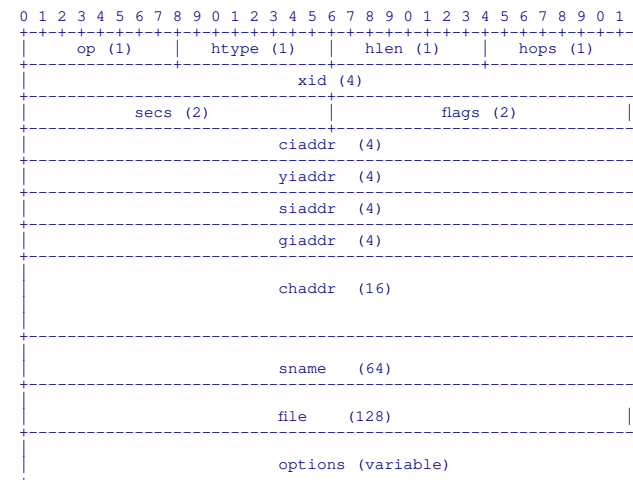 0 1 2 3 4 5 6 7 8 9 0 1 2 3 4 5 6 7 8 9 0 1 2 3 4 5 6 7 8 9 0 1
op (1) htype (1) hlen (1) hops (1)
xid (4)
secs (2) flags (2)
ciaddr (4)
yiaddr (4)
siaddr (4)
giaddr (4)
chaddr (16)
sname (64)
file (128)
options (variable)